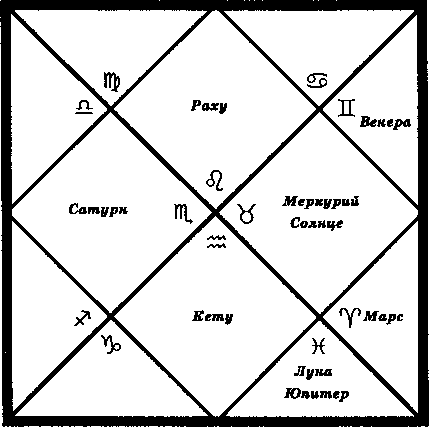 ♍ ♋
♎ Раху ♊ Венера
♌
Сатурн ♏ ♉ Меркурий
Солнце
♒
♐ Кету ♈ Марс
♑ ♓
Луна
Юпитер